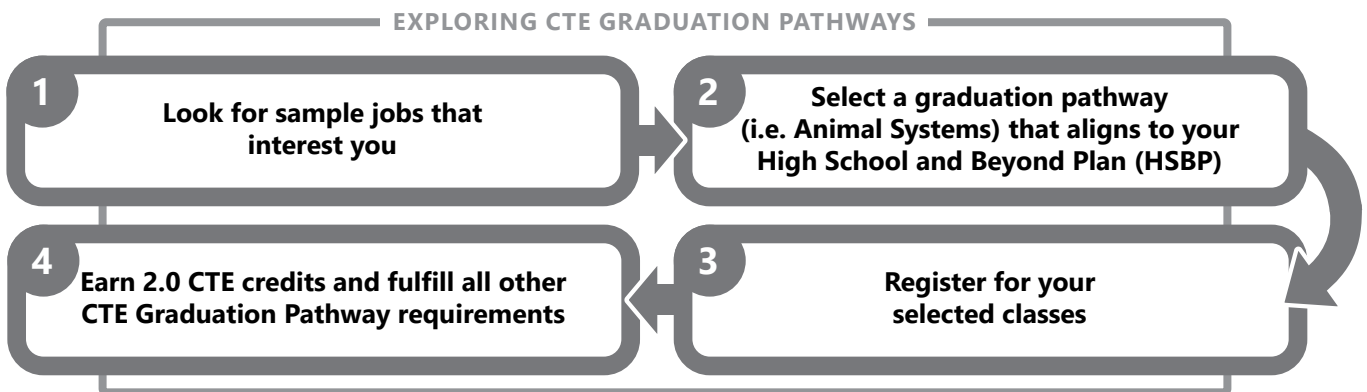 EXPLORING CTE GRADUATION PATHWAYS
1
Look for sample jobs that
interest you
2
Select a graduation pathway
(i.e. Animal Systems) that aligns to your
High School and Beyond Plan (HSBP)
3
Register for your
selected classes
4
Earn 2.0 CTE credits and fulfill all other
CTE Graduation Pathway requirements